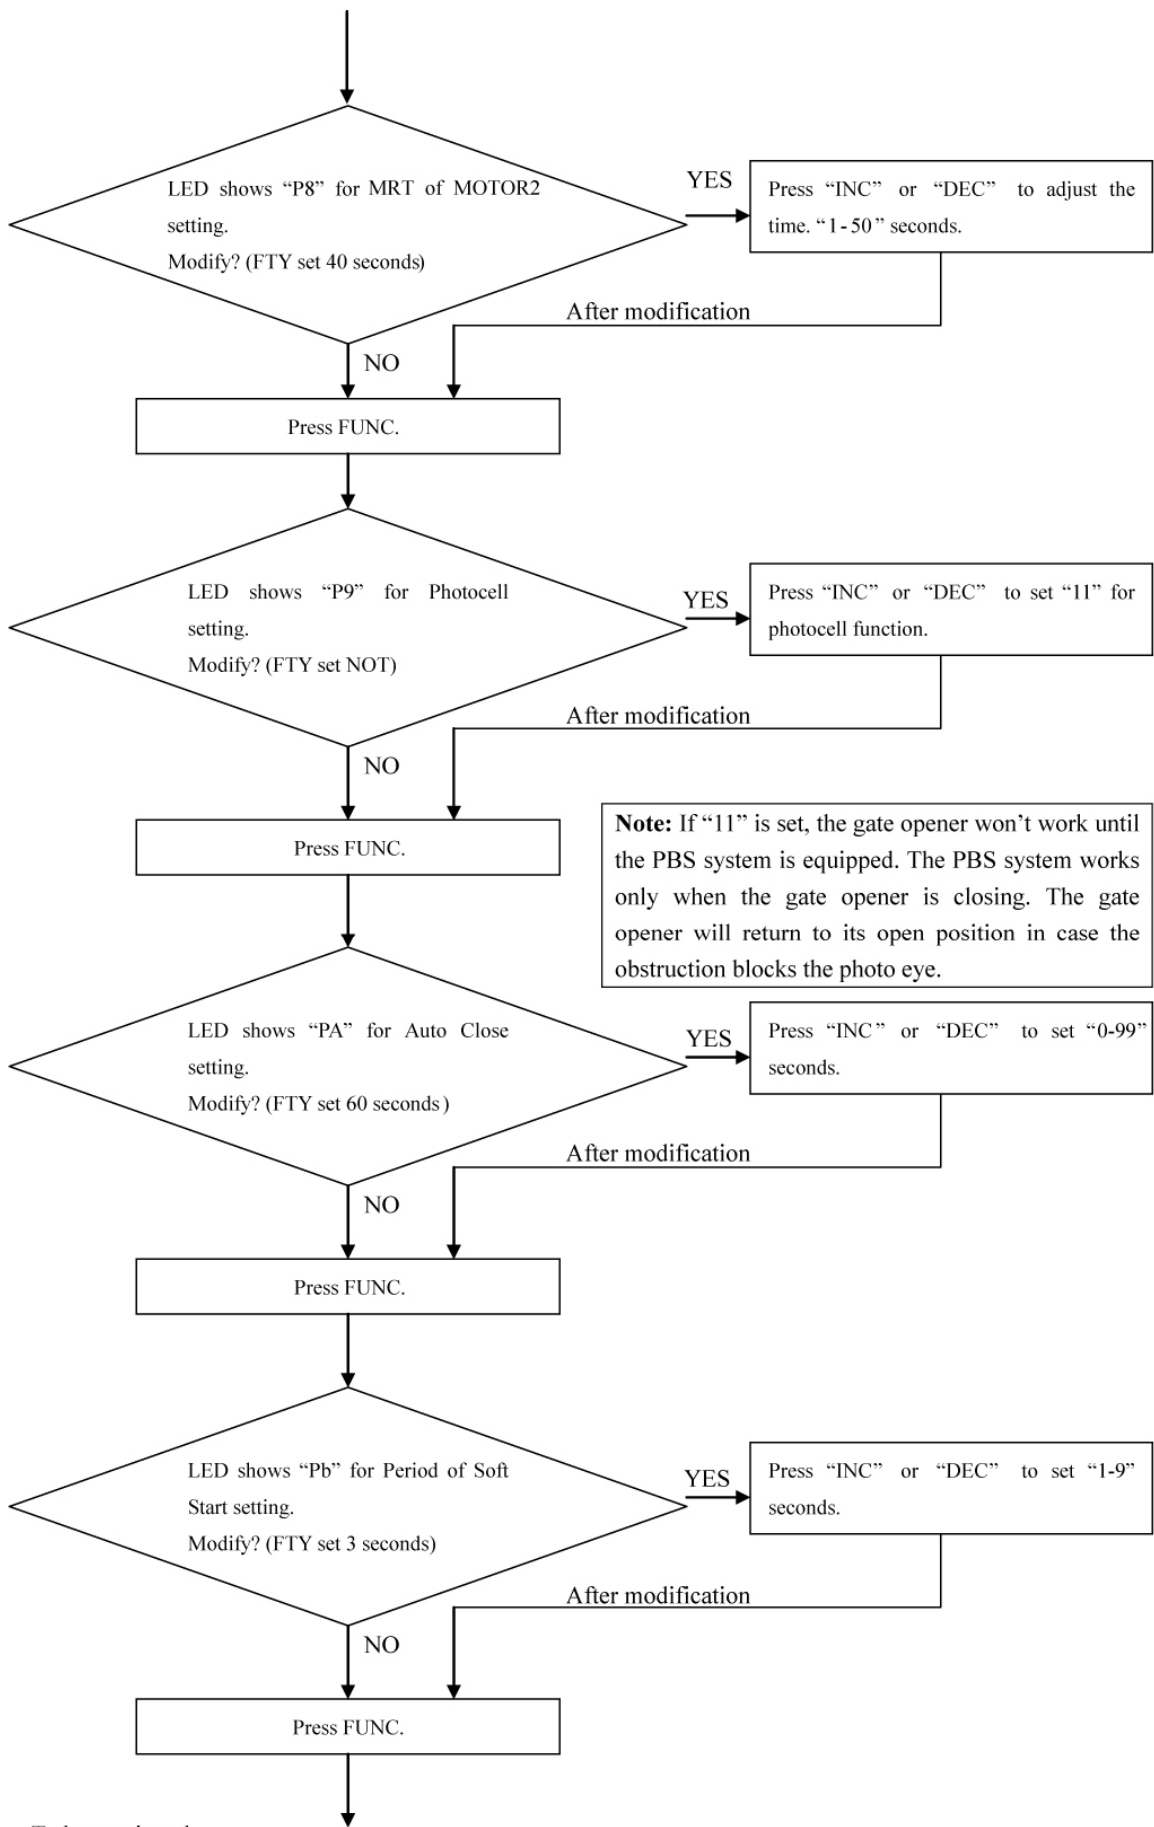 LED shows “P8” for MRT of MOTOR2
setting.
Modify? (FTY set 40 seconds)
YES
Press “INC” or “DEC” to adjust the
time. “1-50” seconds.
After modification
NO
Press FUNC.
LED shows “P9” for Photocell
setting.
Modify? (FTY set NOT)
YES
Press “INC” or “DEC” to set “11” for
photocell function.
After modification
NO
Press FUNC.
Note: If “11” is set, the gate opener won’t work until
the PBS system is equipped. The PBS system works
only when the gate opener is closing. The gate
opener will return to its open position in case the
obstruction blocks the photo eye.
LED shows “PA” for Auto Close
setting.
Modify? (FTY set 60 seconds)
YES
Press “INC” or “DEC” to set “0-99”
seconds.
After modification
NO
Press FUNC.
LED shows “Pb” for Period of Soft
Start setting.
Modify? (FTY set 3 seconds)
YES
Press “INC” or “DEC” to set “1-9”
seconds.
After modification
NO
Press FUNC.